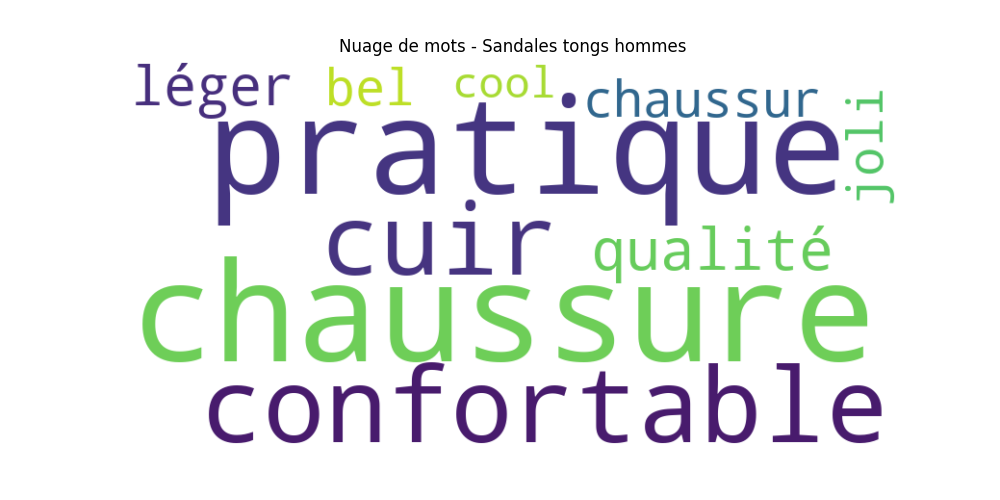 Nuage de mots - Sandales tongs hommes
léger bel cool chaussur
pratique joli
cuir qualité
chaussure
confortable